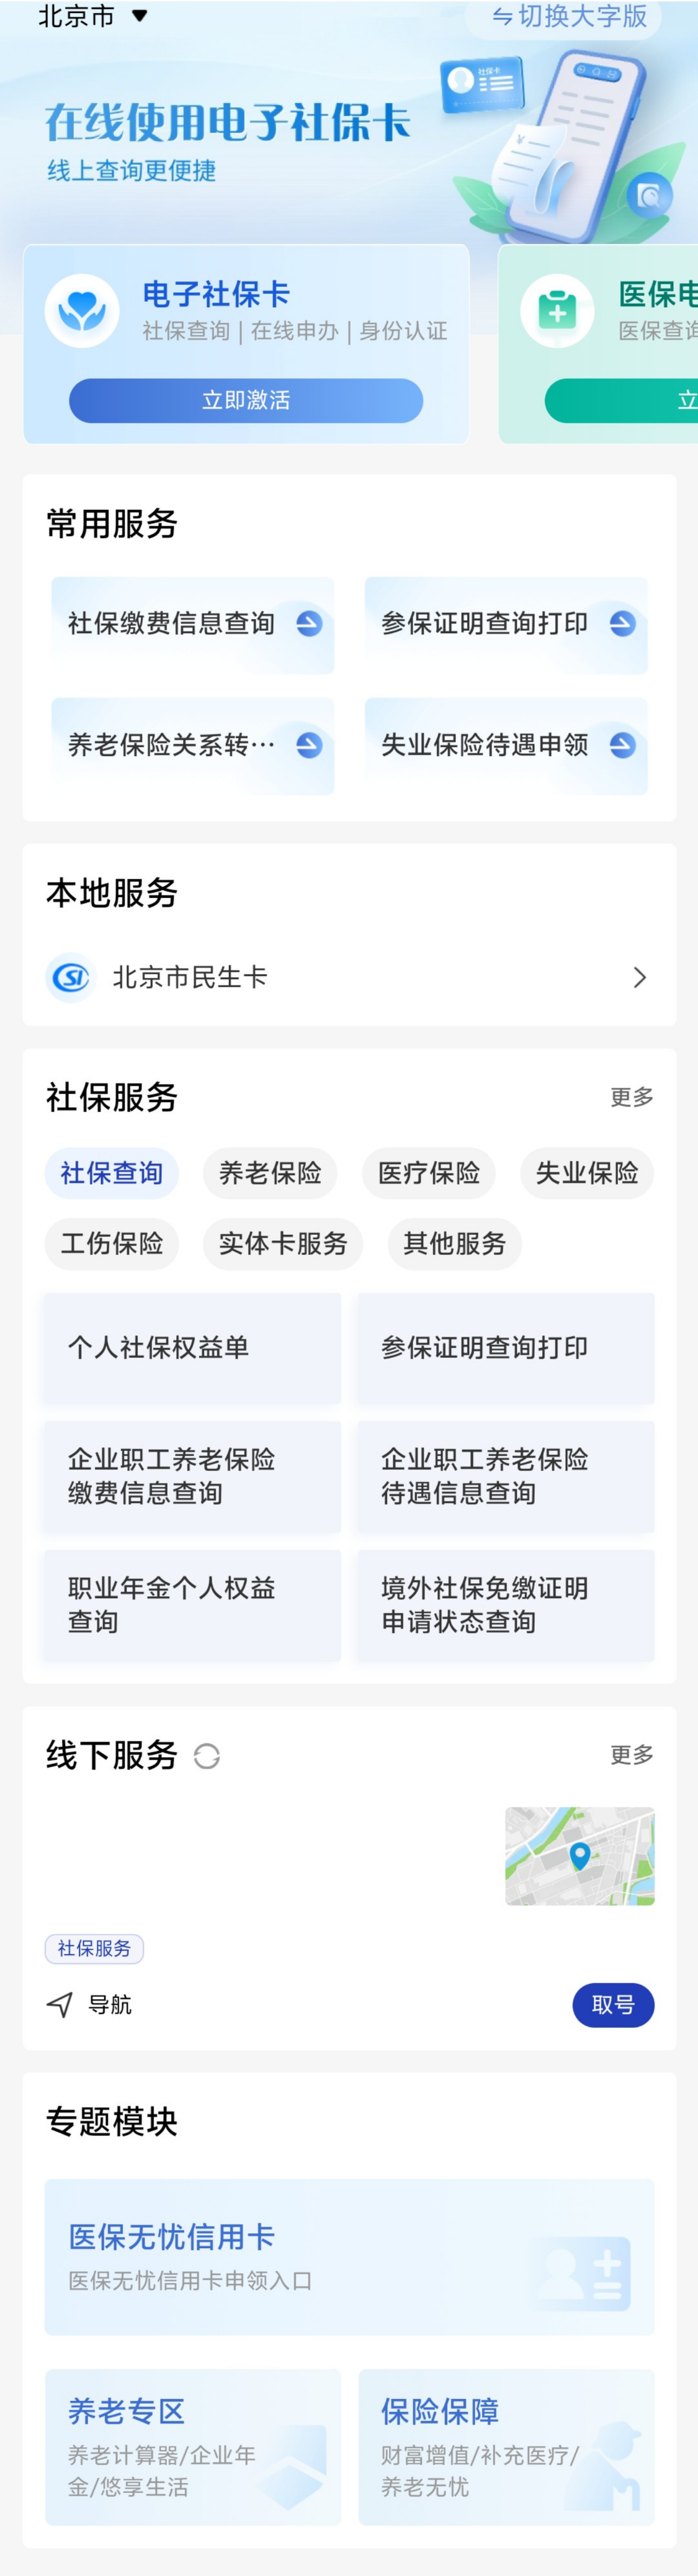 北京市
切换大字版
在线使用电子社保卡
线上查询更便捷
社保卡
电子社保卡
社保查询 | 在线申办 | 身份认证
立即激活
医保电
医保查询
立
常用服务
社保缴费信息查询
参保证明查询打印
养老保险关系转…
失业保险待遇申领
本地服务
北京市民生卡
社保服务
更多
社保查询
养老保险
医疗保险
失业保险
工伤保险
实体卡服务
其他服务
个人社保权益单
参保证明查询打印
企业职工养老保险
缴费信息查询
企业职工养老保险
待遇信息查询
职业年金个人权益
查询
境外社保免缴证明
申请状态查询
线下服务
更多
社保服务
导航
取号
专题模块
医保无忧信用卡
医保无忧信用卡申领入口
养老专区
养老计算器/企业年
金/悠享生活
保险保障
财富增值/补充医疗/
养老无忧